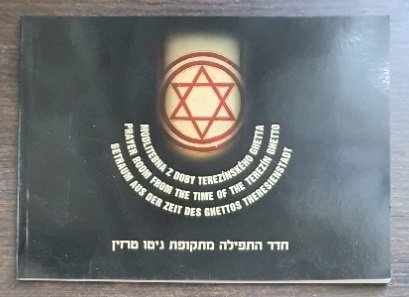 MODLITEBNA Z DOBY TEREZÍNSKÉHO GHETTA
PRAYER ROOM FROM THE TIME OF THE TEREZÍN GHETTO
BETRAUM AUS DER ZEIT DES GHETTOS THERESIENSTADT
חדר התפילה מתקופת גיטו טרזין